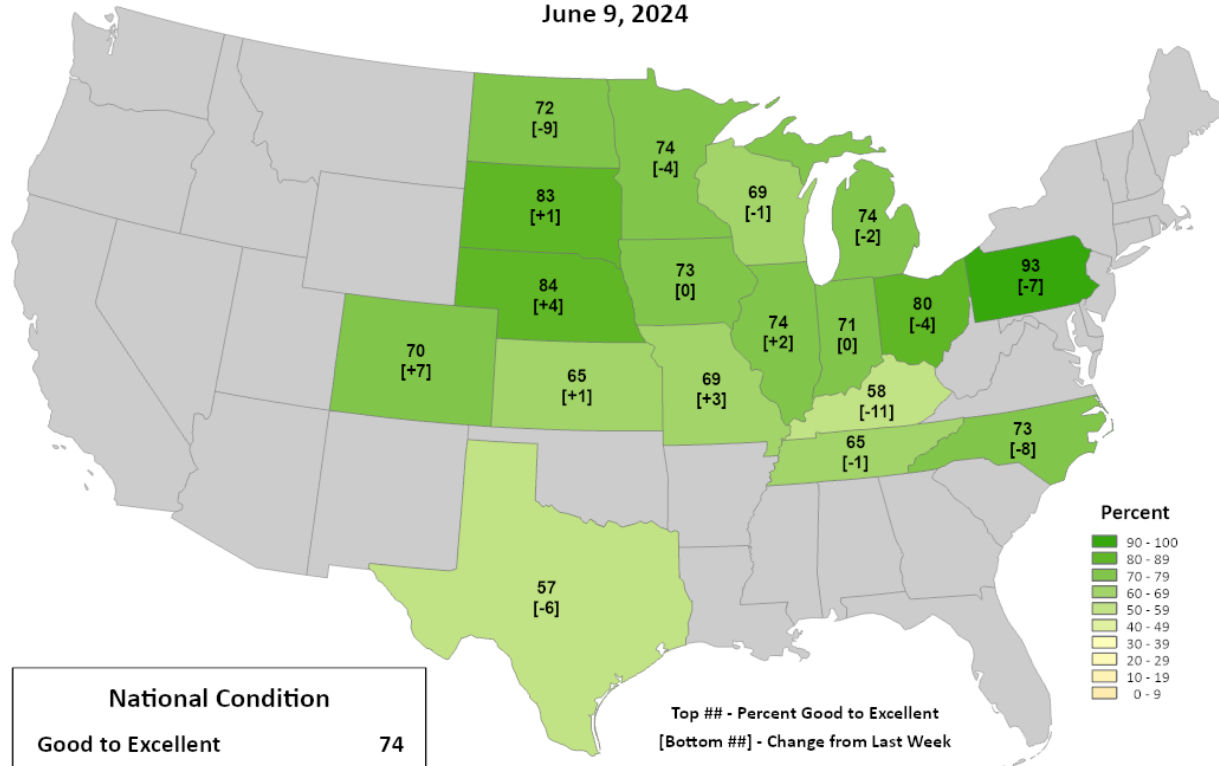 June 9, 2024
72
[-9]
74
[-4]
83
[+1]
69
[-1]
74
[-2]
84
[+4]
73
[0]
93
[-7]
80
[-4]
74
[+2]
71
[0]
70
[+7]
65
[+1]
69
[+3]
58
[-11]
65
[-1]
73
[-8]
57
[-6]
Percent
90 - 100
80 - 89
70 - 79
60 - 69
50 - 59
40 - 49
30 - 39
20 - 29
10 - 19
0 - 9
National Condition
Good to Excellent 74
Top ## - Percent Good to Excellent
[Bottom ##] - Change from Last Week